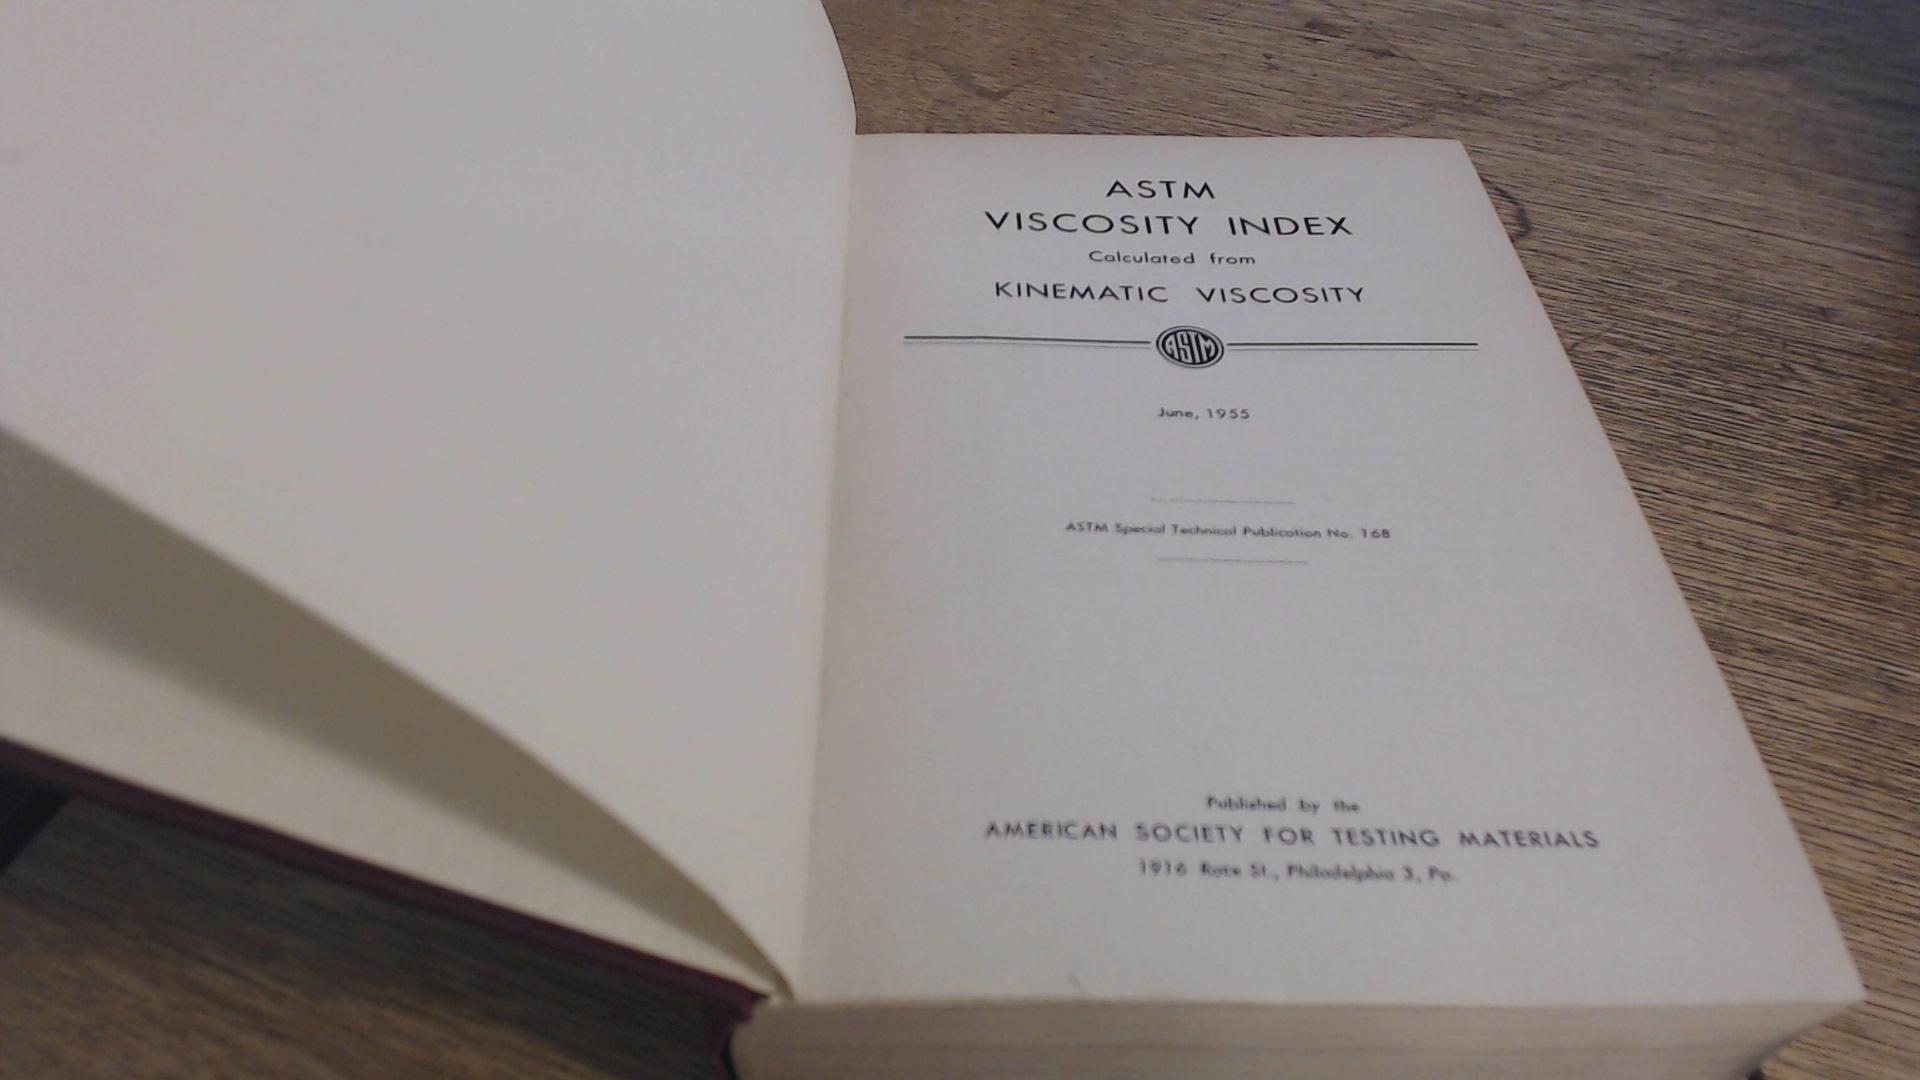 ASTM
VISCOSITY INDEX
Calculated from
KINEMATIC VISCOSITY
ASTM
June, 1955
ASTM Special Technical Publication No. 168
Published by the
AMERICAN SOCIETY FOR TESTING MATERIALS
1916 Race St., Philadelphia 3, Pa.